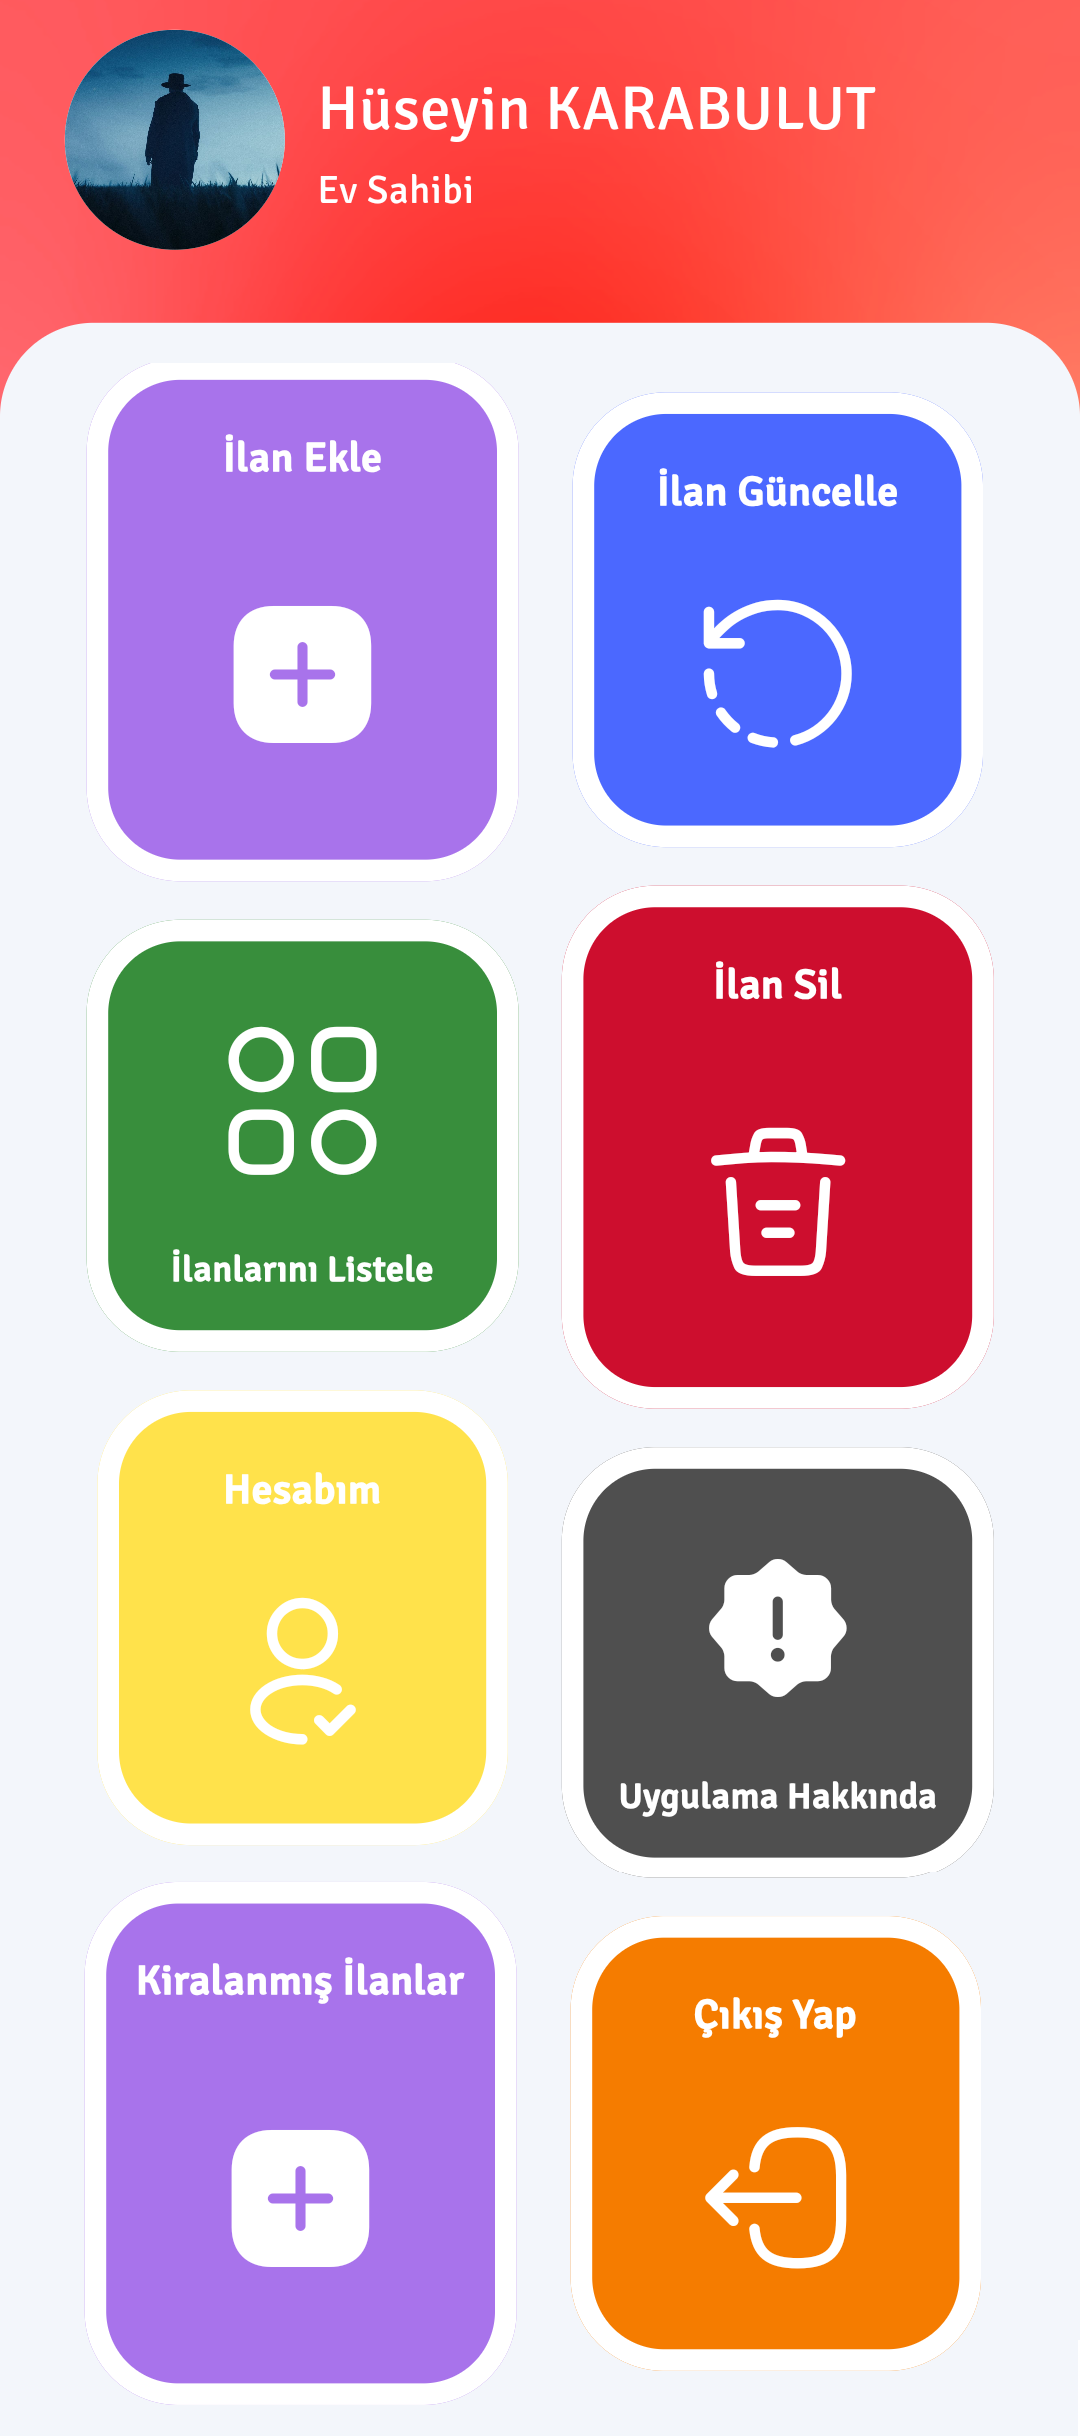 Hüseyin KARABULUT
Ev Sahibi
İlan Ekle
İlan Güncelle
İlanlarını Listele
İlan Sil
Hesabım
Uygulama Hakkında
Kiralanmış İlanlar
Çıkış Yap